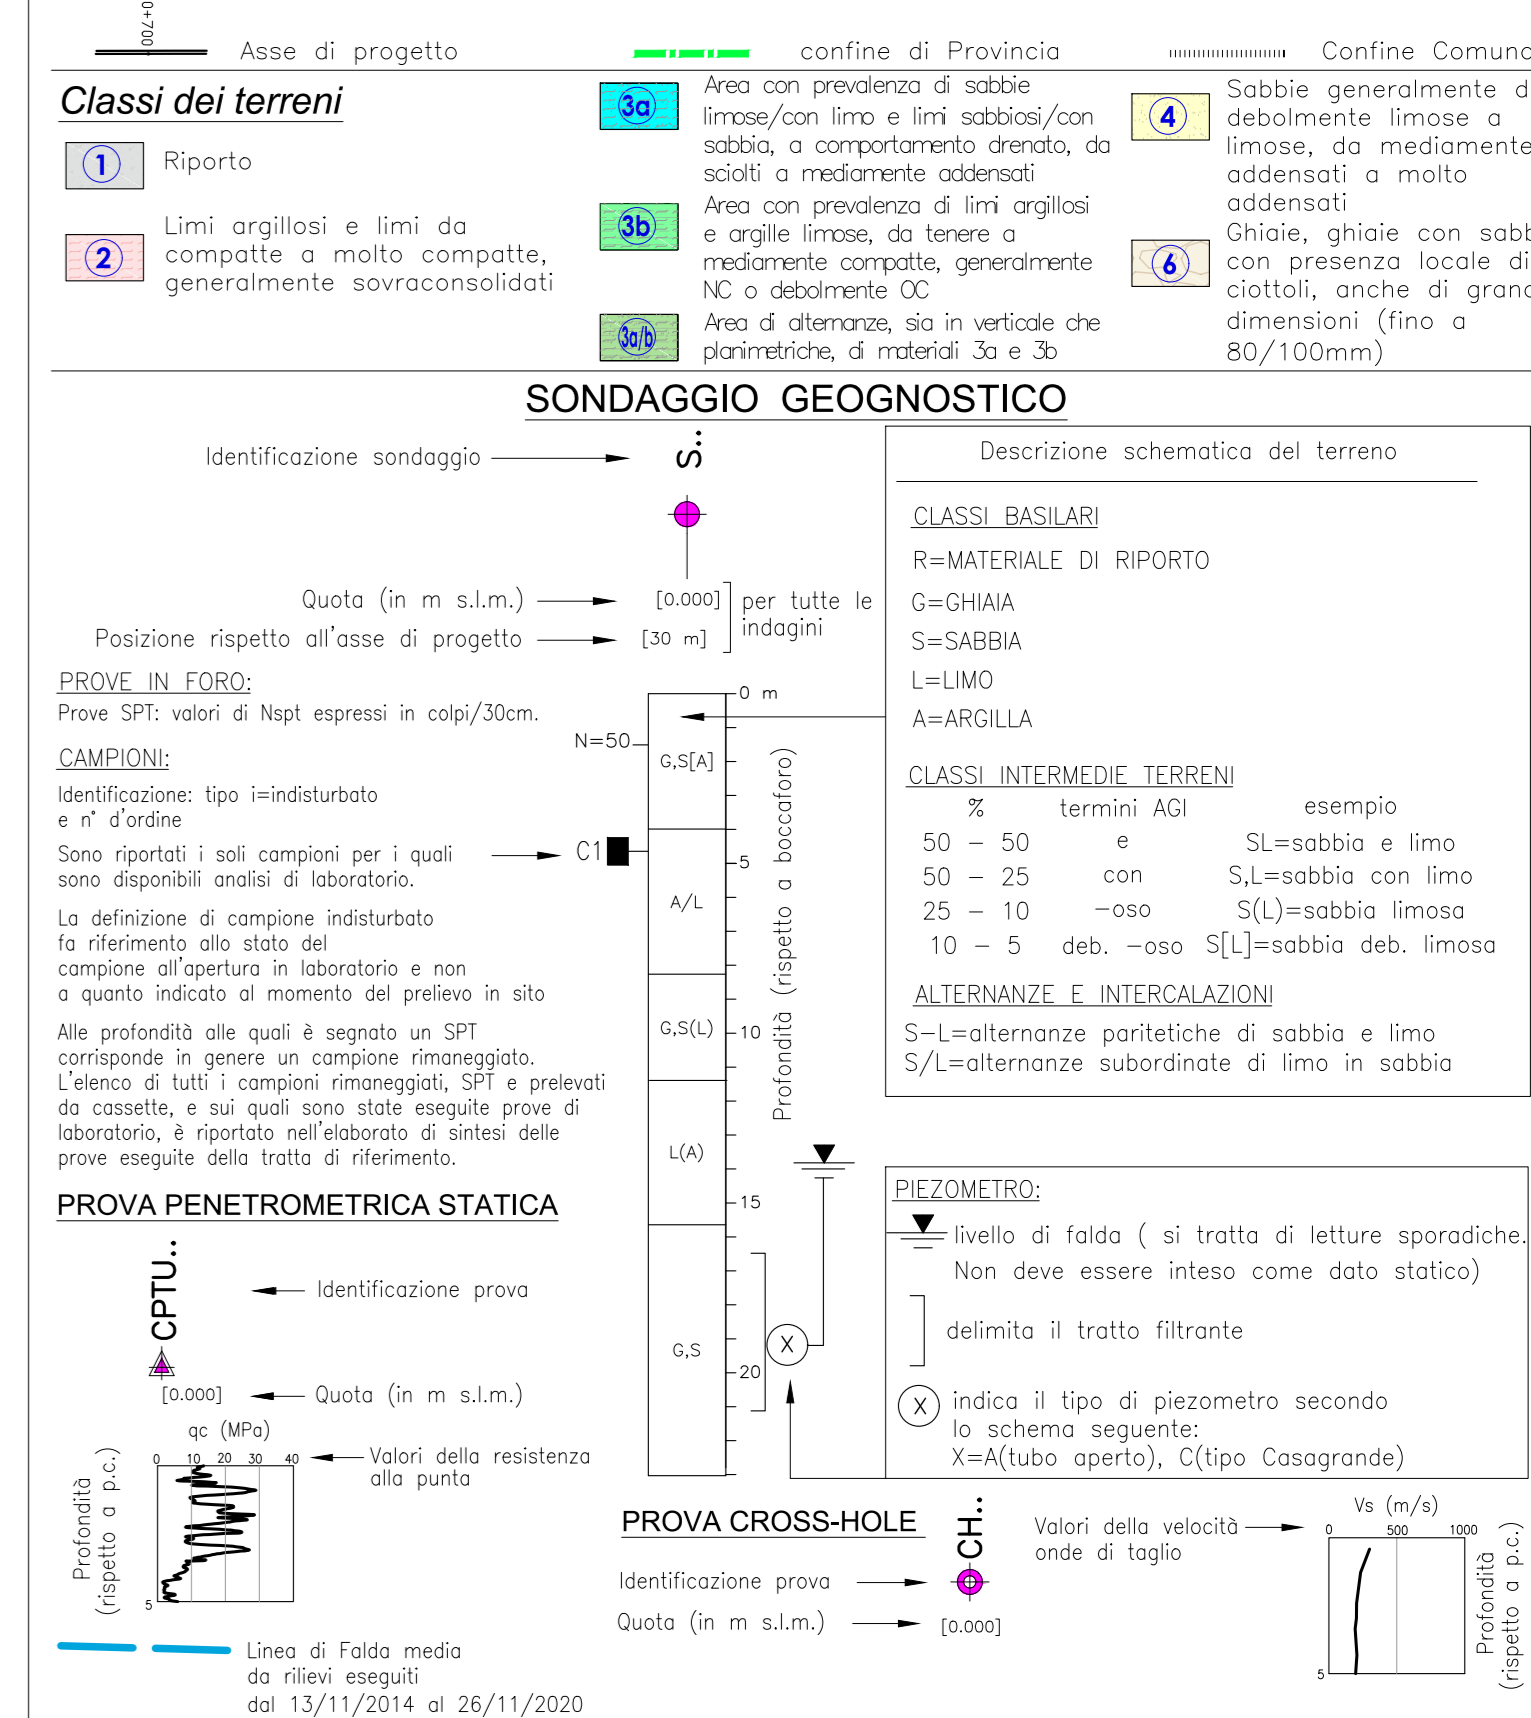 0+700
Asse di progetto
confine di Provincia
Confine
Classi dei terreni
1
Riporto
2
Limi argillosi e limi da
compatte a molto compatte,
generalmente sovraconsolidati
3a
Area con prevalenza di sabbie
limose/con limo e limi sabbiosi/con
sabbia, a comportamento drenato, da
sciolti a mediamente addensati
3b
Area con prevalenza di limi argillosi
e argille limose, da tenere a
mediamente compatte, generalmente
NC o debolmente OC
3a/b
Area di alternanze, sia in verticale che
planimetriche, di materiali 3a e 3b
4
Sabbie generalmente
debolmente limose a
limose, da mediamente
addensati a molto
addensati
6
Ghiaie, ghiaie con
con presenza locale di
ciottoli, anche di
dimensioni (fino a
80/100mm)
SONDAGGIO GEOGNOSTICO
Identificazione sondaggio
S..
Quota (in m s.l.m.)
[0.000]
Posizione rispetto all'asse di progetto
[30 m]
per tutte le
indagini
PROVE IN FORO:
Prove SPT: valori di Nspt espressi in colpi/30cm.
CAMPIONI:
Identificazione: tipo i=indisturbato
e n° d'ordine
Sono riportati i soli campioni per i quali
sono disponibili analisi di laboratorio.
La definizione di campione indisturbato
fa riferimento allo stato del
campione all'apertura in laboratorio e non
a quanto indicato al momento del prelievo in sito
Alle profondità alle quali è segnato un SPT
corrisponde in genere un campione rimaneggiato.
L'elenco di tutti i campioni rimaneggiati, SPT e prelevati
da cassette, e sui quali sono state eseguite prove di
laboratorio, è riportato nell'elaborato di sintesi delle
prove eseguite della tratta di riferimento.
N=50
C1
G,S[A]
A/L
G,S(L)
L(A)
G,S
0 m
5
10
15
20
Profondità (rispetto a boccaforo)
X
Descrizione schematica del terreno
CLASSI BASILARI
R=MATERIALE DI RIPORTO
G=GHIAIA
S=SABBIA
L=LIMO
A=ARGILLA
CLASSI INTERMEDIE TERRENI
% termini AGI esempio
50 - 50 e SL=sabbia e limo
50 - 25 con S,L=sabbia con limo
25 - 10 -oso S(L)=sabbia limosa
10 - 5 deb. -oso S[L]=sabbia deb. limosa
ALTERNANZE E INTERCALAZIONI
S-L=alternanze paritetiche di sabbia e limo
S/L=alternanze subordinate di limo in sabbia
PIEZOMETRO:
livello di falda ( si tratta di letture sporadiche.
Non deve essere inteso come dato statico)
delimita il tratto filtrante
X
indica il tipo di piezometro secondo
lo schema seguente:
X=A(tubo aperto), C(tipo Casagrande)
PROVA PENETROMETRICA STATICA
CPTU..
Identificazione prova
[0.000]
Quota (in m s.l.m.)
qc (MPa)
0 10 20 30 40
Valori della resistenza
alla punta
Profondità
(rispetto a p.c.)
5
PROVA CROSS-HOLE
CH..
Identificazione prova
Quota (in m s.l.m.)
[0.000]
Valori della velocità
onde di taglio
Vs (m/s)
0 500 1000
Profondità
(rispetto a p.c.)
5
Linea di Falda media
da rilievi eseguiti
dal 13/11/2014 al 26/11/2020